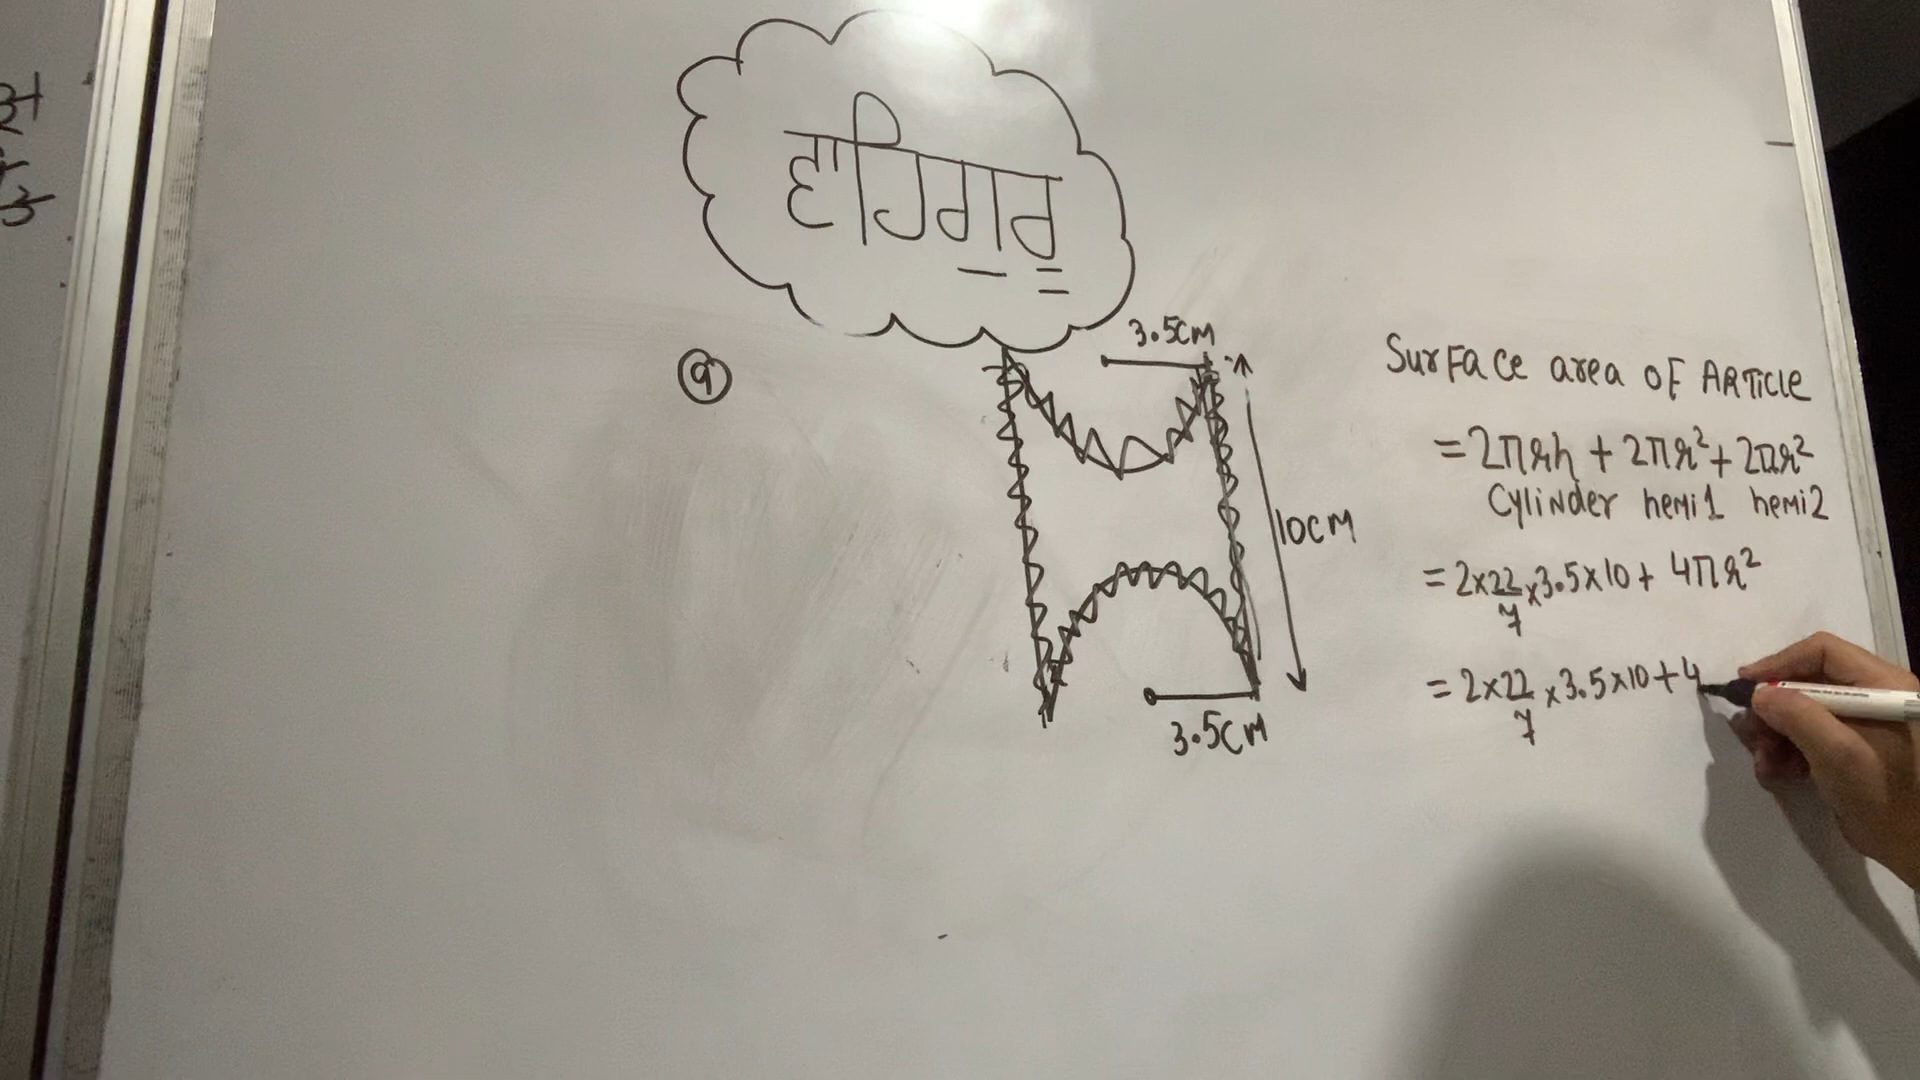 ਵਾਹਿਗੁਰੂ
9
3.5CM
10CM
3.5CM
Surface area OF ARTICLE
= 2πrh + 2πr² + 2πr²
Cylinder hemi1 hemi2
= 2×22/7×3.5×10 + 4πr²
= 2×22/7×3.5×10+4